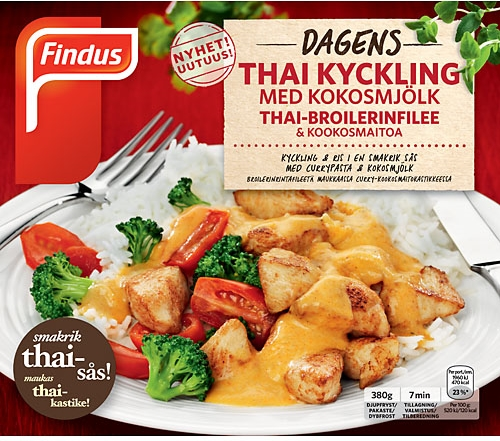 Findus
NYHET!
UUTUUS!
DAGENS
THAI KYCKLING
MED KOKOSMJÖLK
THAI-BROILERINFILEE
& KOOKOSMAITOA
KYCKLING & RIS I EN SMAKRIK SÅS
MED CURRYPASTA & KOKOSMJÖLK
BROILERINRINTAFILEETÄ MAUKKAASSA CURRY-KOOKOSMAITOKASTIKKEESSA
smakrik
thai-
sås!
maukas
thai-
kastike!
380g
DJUPFRYST/
PAKASTE/
DYBFROST
7 min
TILLAGNING/
VALMISTUS/
TILBEREDNING
Per port./ann.
1960 kJ
470 kcal
23 %*
Per 100 g:
520 kJ/120 kcal